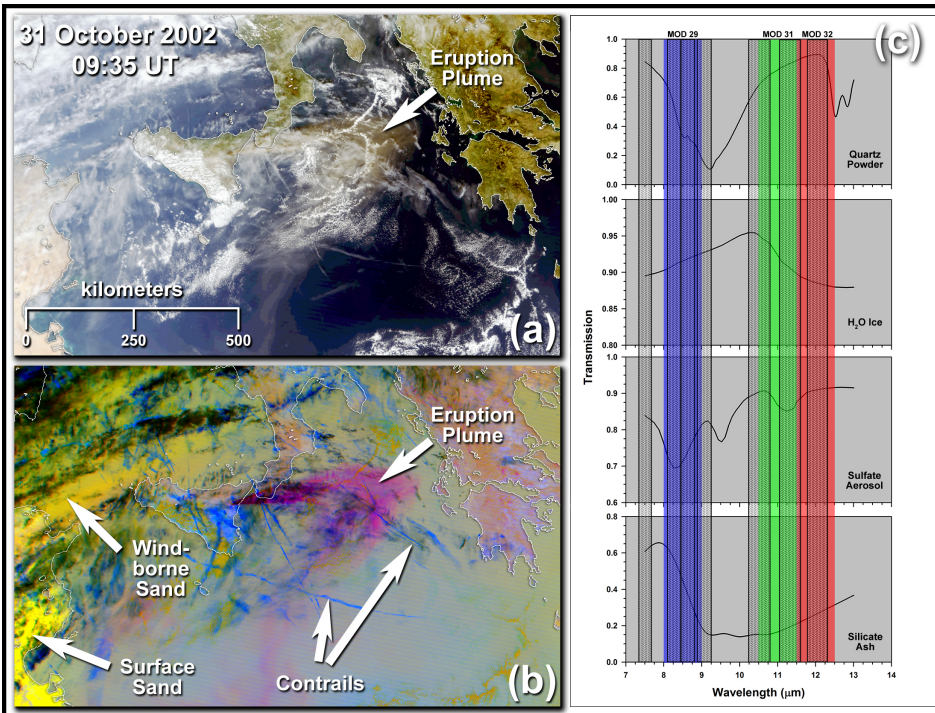 31 October 2002
09:35 UT
Eruption
Plume
kilometers
0 250 500
(a)
Eruption
Plume
Wind-
borne
Sand
Surface
Sand
Contrails
(b)
(c)
MOD 29 MOD 31 MOD 32
1.0
0.8
0.6
0.4
0.2
0.0
Quartz
Powder
1.00
0.95
0.90
0.85
0.80
H2O Ice
Transmission
1.0
0.9
0.8
0.7
0.6
Sulfate
Aerosol
0.8
0.6
0.4
0.2
0.0
Silicate
Ash
7 8 9 10 11 12 13 14
Wavelength (μm)